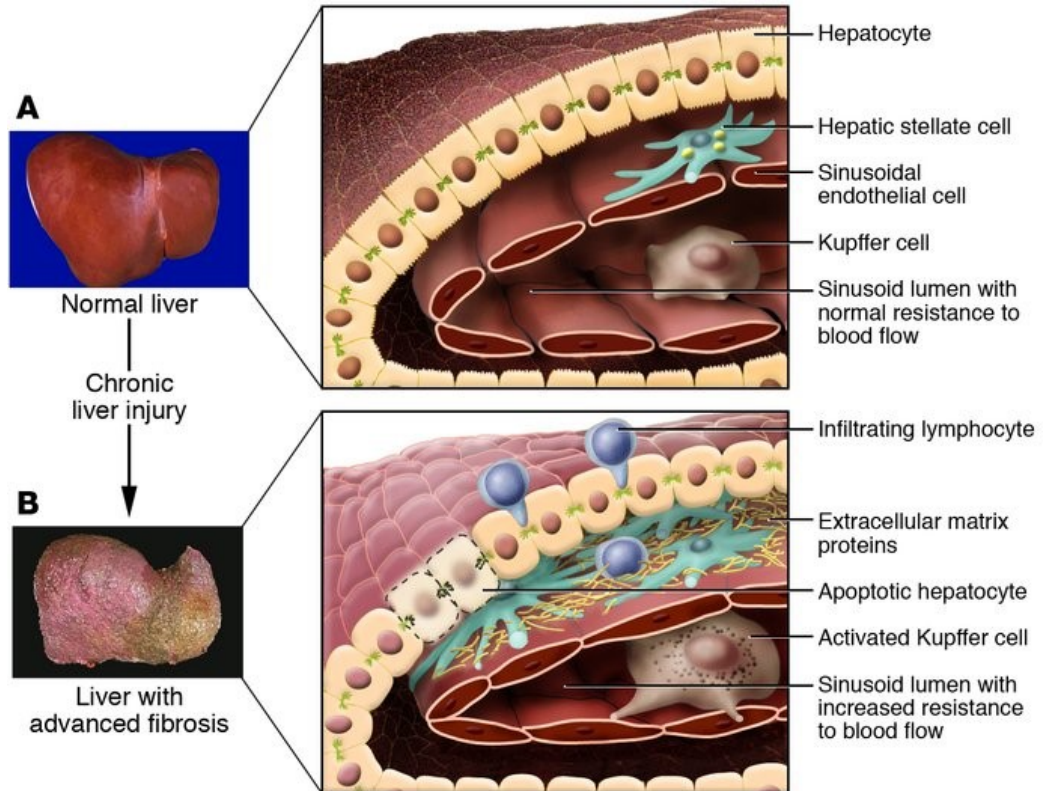 A
Normal liver
Chronic
liver injury
B
Liver with
advanced fibrosis
Hepatocyte
Hepatic stellate cell
Sinusoidal
endothelial cell
Kupffer cell
Sinusoid lumen with
normal resistance to
blood flow
Infiltrating lymphocyte
Extracellular matrix
proteins
Apoptotic hepatocyte
Activated Kupffer cell
Sinusoid lumen with
increased resistance
to blood flow